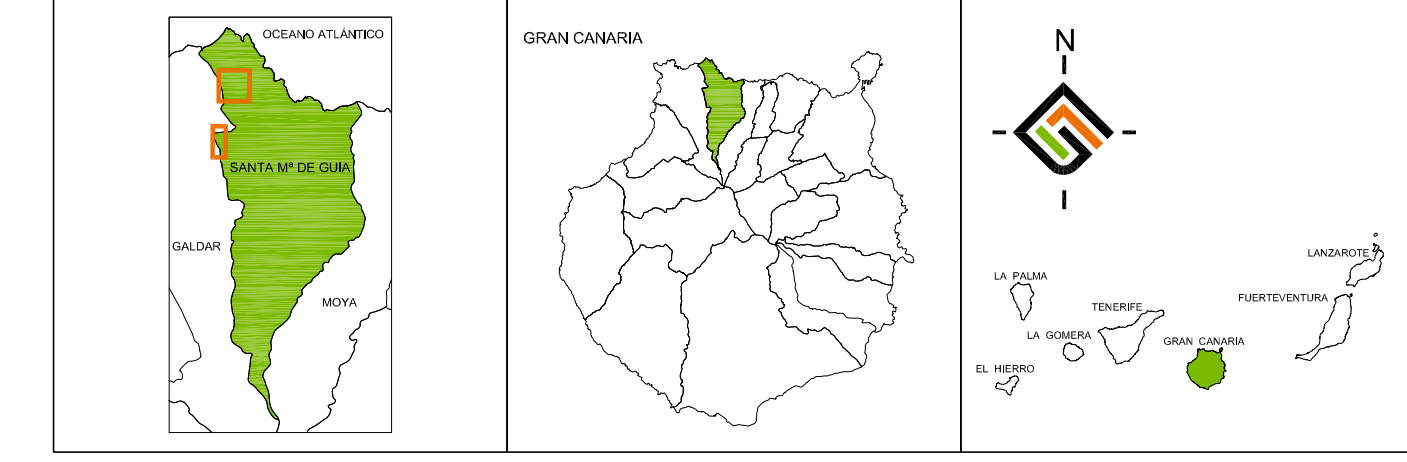 OCEANO ATLÁNTICO
SANTA Mª DE GUIA
GALDAR
MOYA
GRAN CANARIA
N
LANZAROTE
LA PALMA
FUERTEVENTURA
TENERIFE
LA GOMERA
GRAN CANARIA
EL HIERRO